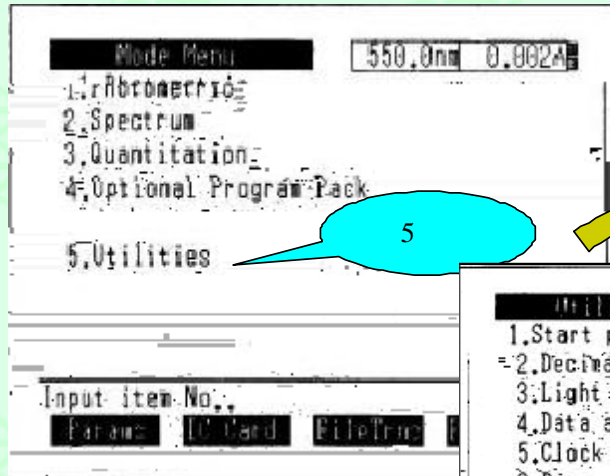 Mode Menu 550.0nm 0.002A
2.Spectrum
3.Quantitation
4.Optional Program Pack
5.Utilities
5
Input item No.
Params IC Card FileTrns
1.Start
2.Decima
3.Light
4.Data a
5.Clock